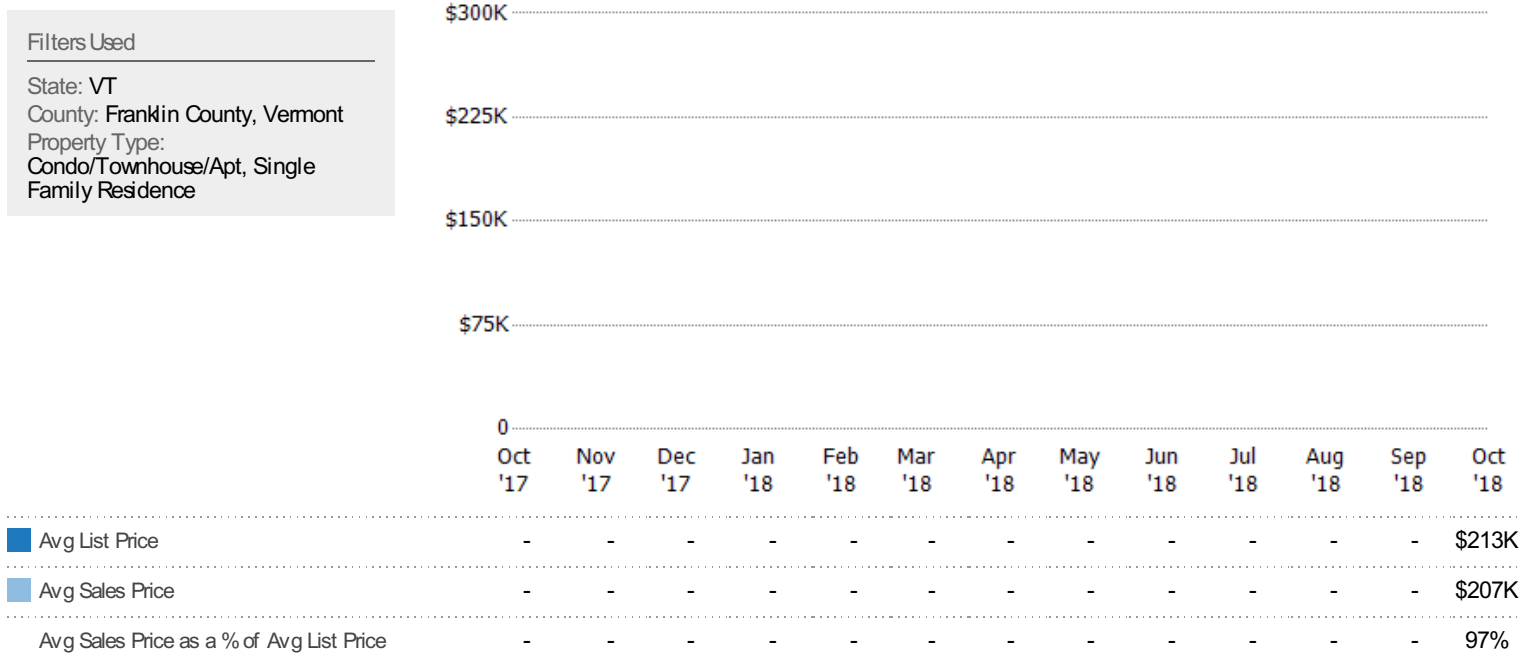 Filters Used
State: VT
County: Franklin County, Vermont
Property Type:
Condo/Townhouse/Apt, Single
Family Residence
$300K
$225K
$150K
$75K
0
Oct Nov Dec Jan Feb Mar Apr May Jun Jul Aug Sep Oct
'17 '17 '17 '18 '18 '18 '18 '18 '18 '18 '18 '18 '18
Avg List Price - - - - - - - - - - - - $213K
Avg Sales Price - - - - - - - - - - - - $207K
Avg Sales Price as a % of Avg List Price - - - - - - - - - - - - 97%